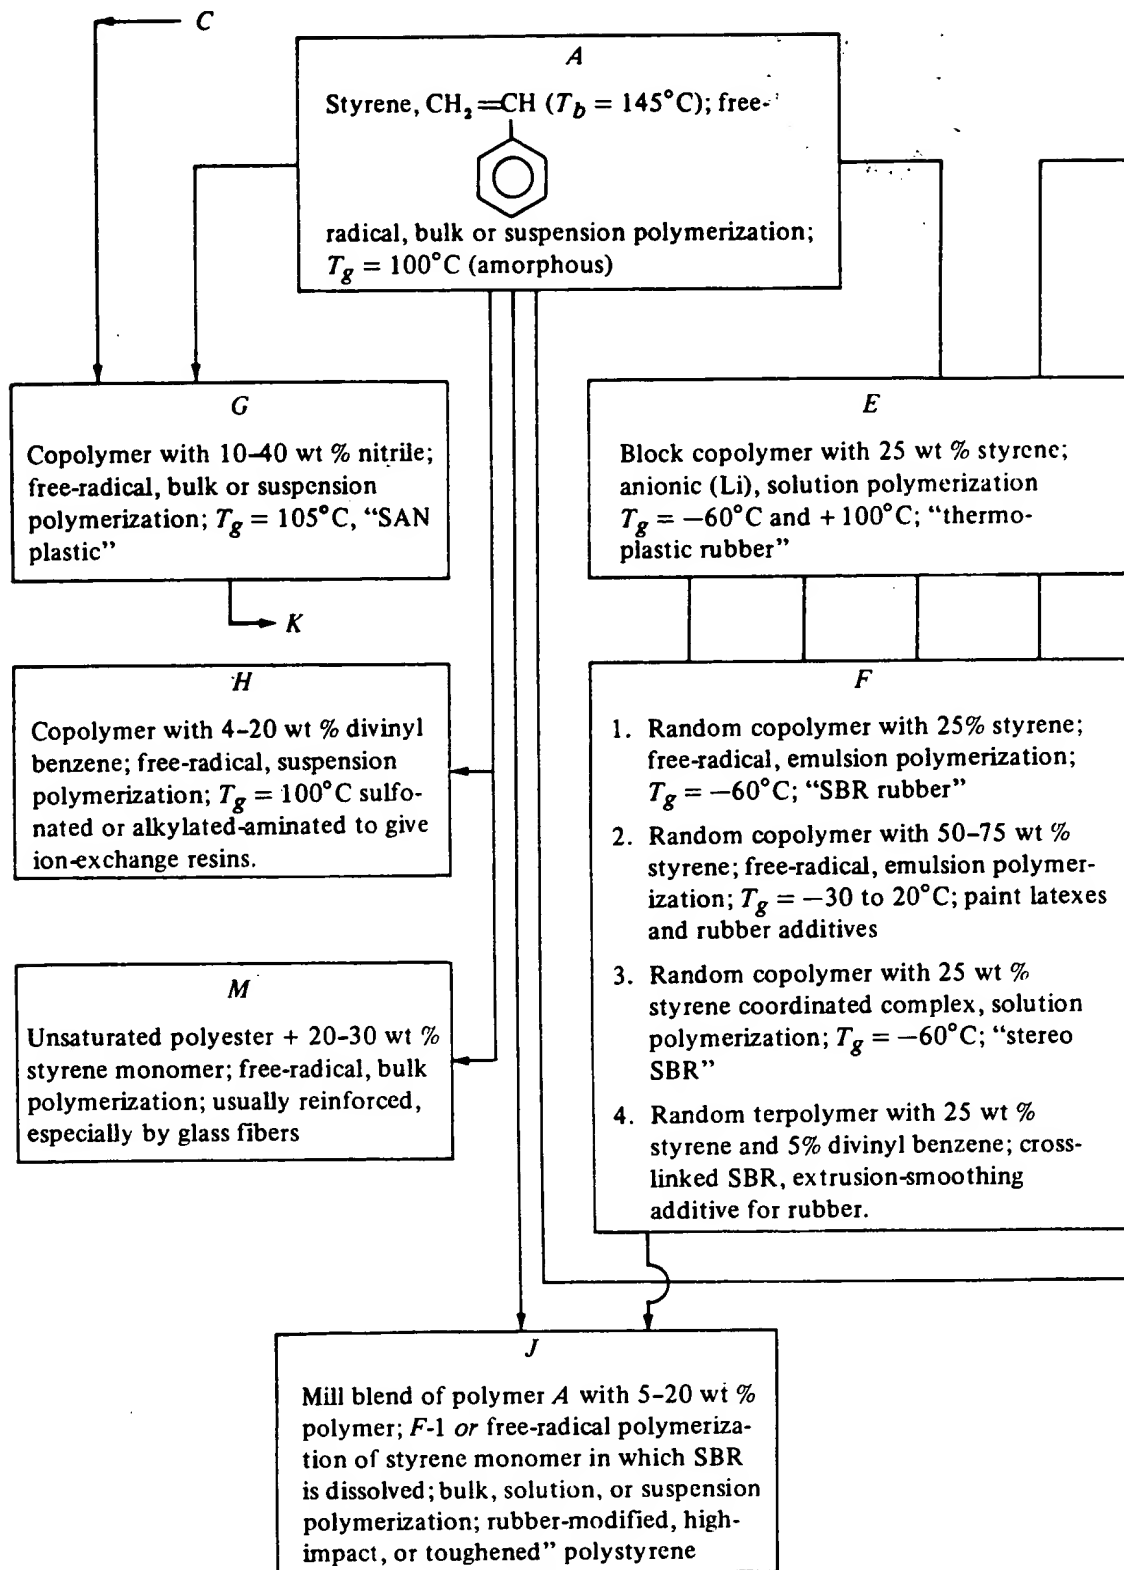 C
A
Styrene, CH₂=CH (T_b = 145°C); free-
radical, bulk or suspension polymerization;
T_g = 100°C (amorphous)
G
Copolymer with 10–40 wt % nitrile;
free-radical, bulk or suspension
polymerization; T_g = 105°C, “SAN
plastic”
K
E
Block copolymer with 25 wt % styrene;
anionic (Li), solution polymerization
T_g = −60°C and + 100°C; “thermo-
plastic rubber”
H
Copolymer with 4–20 wt % divinyl
benzene; free-radical, suspension
polymerization; T_g = 100°C sulfo-
nated or alkylated-aminated to give
ion-exchange resins.
F
1. Random copolymer with 25% styrene;
free-radical, emulsion polymerization;
T_g = −60°C; “SBR rubber”
2. Random copolymer with 50–75 wt %
styrene; free-radical, emulsion polymer-
ization; T_g = −30 to 20°C; paint latexes
and rubber additives
3. Random copolymer with 25 wt %
styrene coordinated complex, solution
polymerization; T_g = −60°C; “stereo
SBR”
4. Random terpolymer with 25 wt %
styrene and 5% divinyl benzene; cross-
linked SBR, extrusion-smoothing
additive for rubber.
M
Unsaturated polyester + 20–30 wt %
styrene monomer; free-radical, bulk
polymerization; usually reinforced,
especially by glass fibers
J
Mill blend of polymer A with 5–20 wt %
polymer; F-1 or free-radical polymeriza-
tion of styrene monomer in which SBR
is dissolved; bulk, solution, or suspension
polymerization; rubber-modified, high-
impact, or toughened” polystyrene